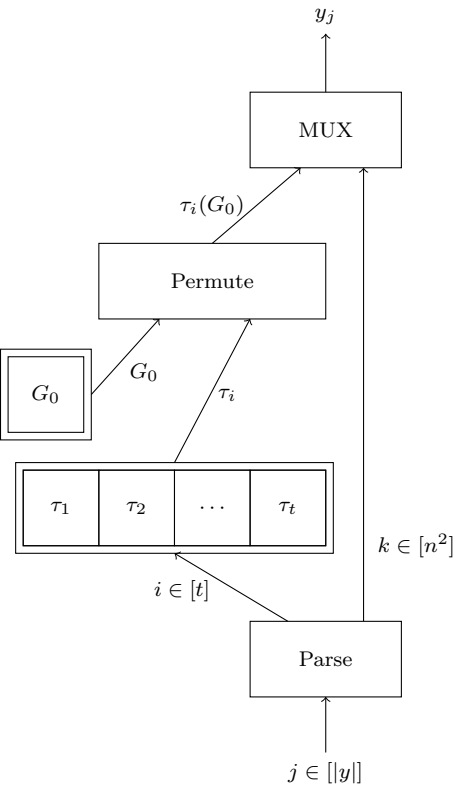 y_j
MUX
τ_i(G_0)
Permute
G_0
G_0
τ_i
τ_1 τ_2 ⋯ τ_t
k ∈ [n^2]
i ∈ [t]
Parse
j ∈ [|y|]